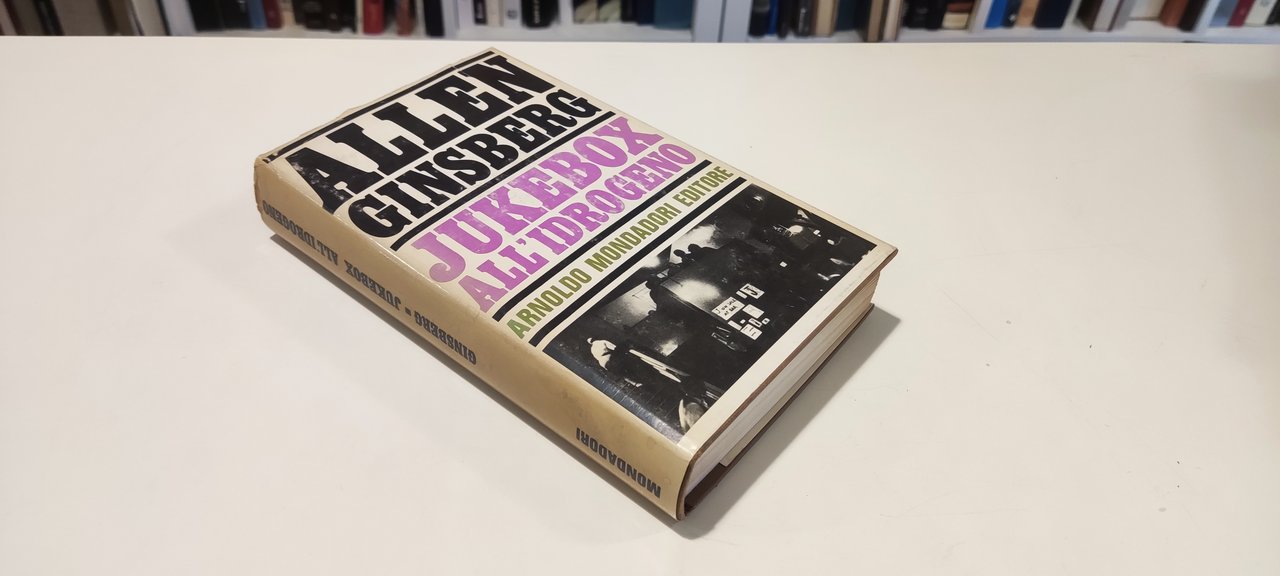 ALLEN
GINSBERG
JUKEBOX
ALL'IDROGENO
ARNOLDO MONDADORI EDITORE
GINSBERG - JUKEBOX ALL'IDROGENO
MONDADORI